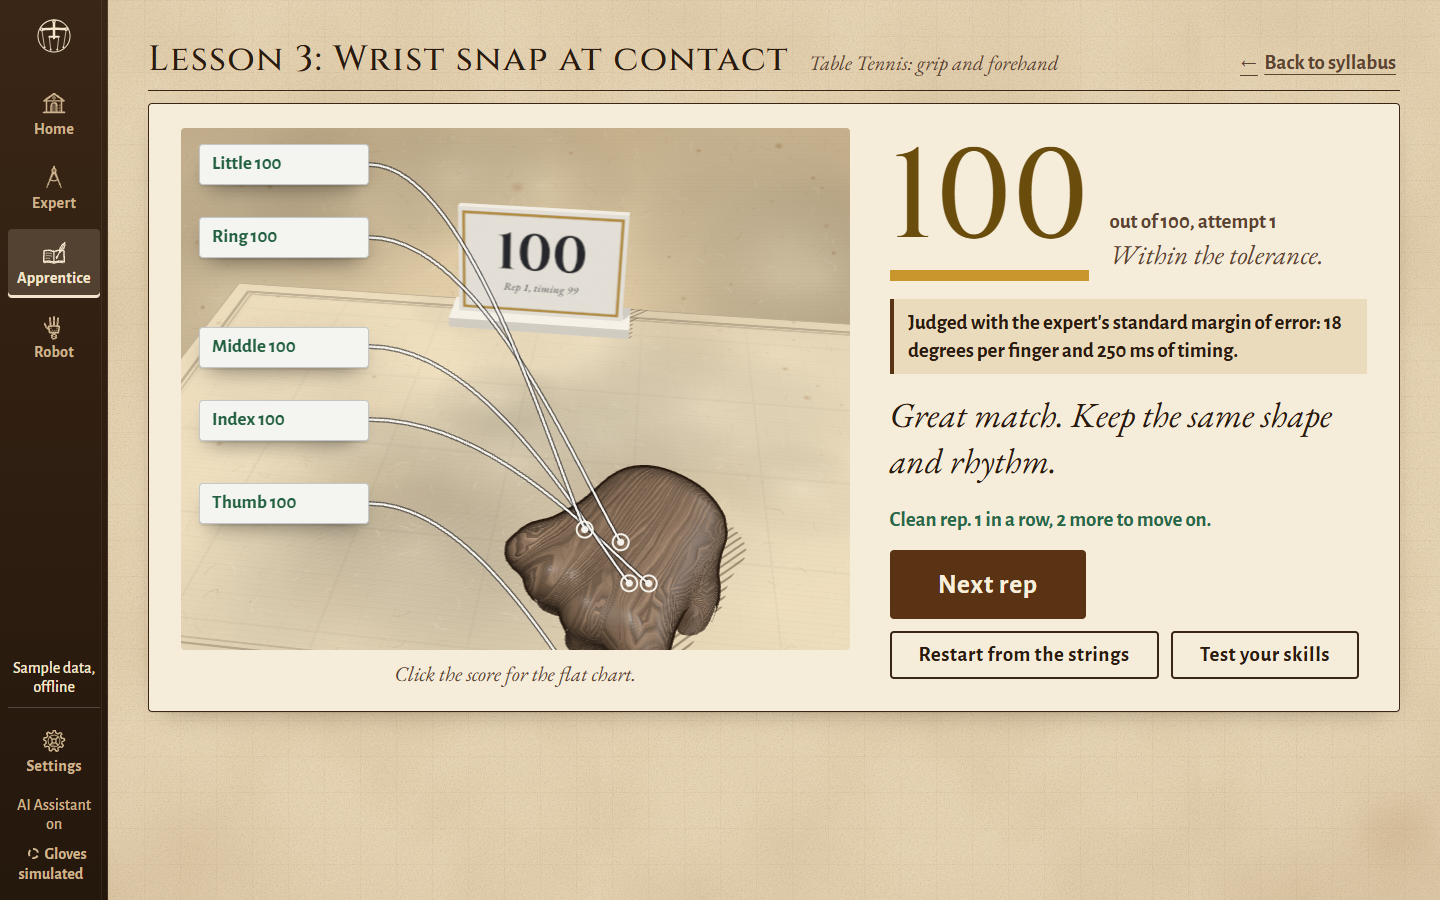 Lesson 3: Wrist snap at contact
Table Tennis: grip and forehand
← Back to syllabus
Home
Expert
Apprentice
Robot
Sample data,
offline
Settings
AI Assistant
on
Gloves
simulated
Little 100
Ring 100
Middle 100
Index 100
Thumb 100
100
Rep 1, timing 99
Click the score for the flat chart.
100
out of 100, attempt 1
Within the tolerance.
Judged with the expert's standard margin of error: 18
degrees per finger and 250 ms of timing.
Great match. Keep the same shape
and rhythm.
Clean rep. 1 in a row, 2 more to move on.
Next rep
Restart from the strings
Test your skills